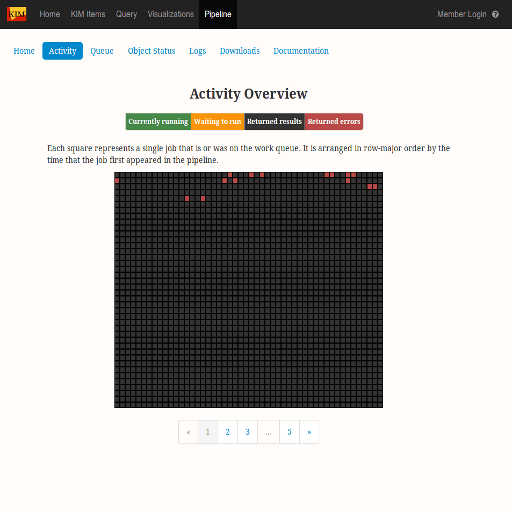 KIM Home KIM Items Query Visualizations Pipeline Member Login
Home Activity Queue Object Status Logs Downloads Documentation
Activity Overview
Currently running Waiting to run Returned results Returned errors
Each square represents a single job that is or was on the work queue. It is arranged in row-major order by the
time that the job first appeared in the pipeline.
« 1 2 3 ... 5 »